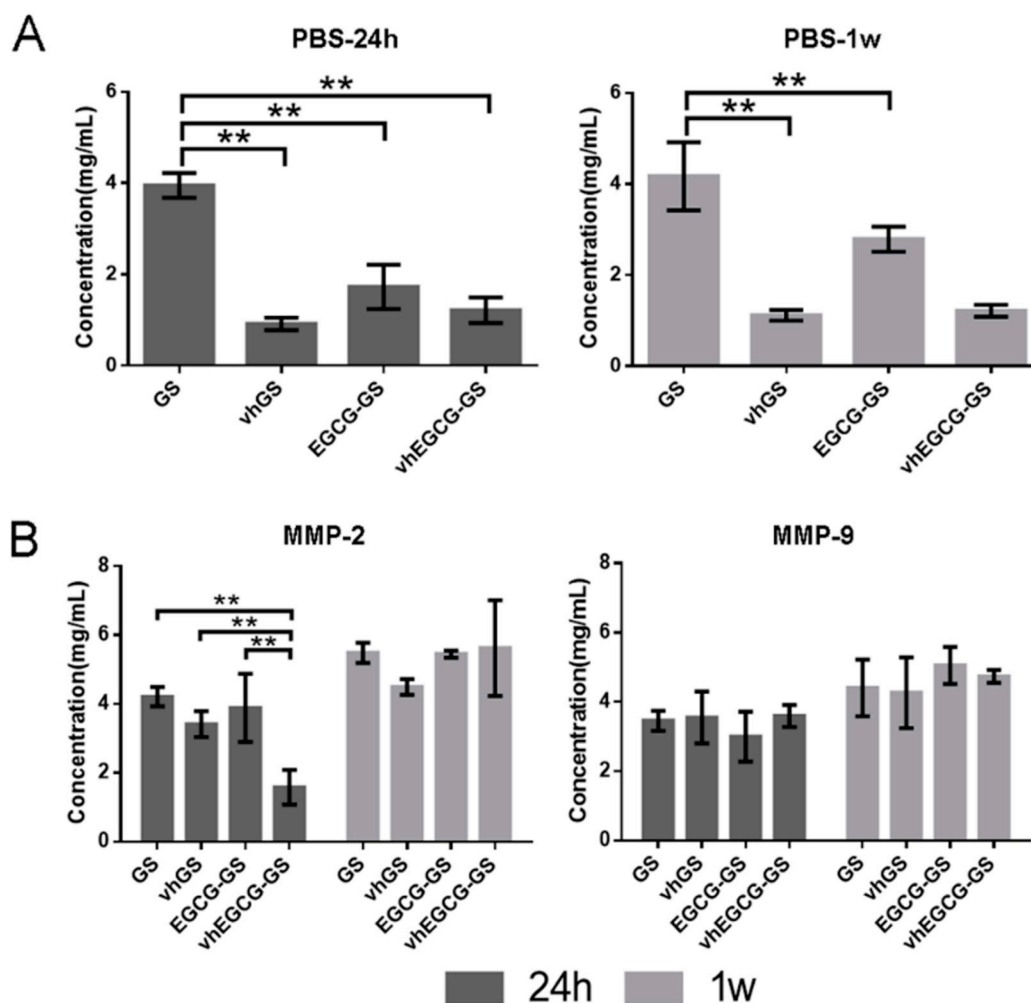 A
PBS-24h
Concentration(mg/mL)
6
4
2
0
**
**
**
GS
vhGS
EGCG-GS
vhEGCG-GS
PBS-1w
Concentration(mg/mL)
6
4
2
0
**
**
GS
vhGS
EGCG-GS
vhEGCG-GS
B
MMP-2
Concentration(mg/mL)
8
6
4
2
0
**
**
**
GS
vhGS
EGCG-GS
vhEGCG-GS
GS
vhGS
EGCG-GS
vhEGCG-GS
MMP-9
Concentration(mg/mL)
8
6
4
2
0
GS
vhGS
EGCG-GS
vhEGCG-GS
GS
vhGS
EGCG-GS
vhEGCG-GS
24h
1w